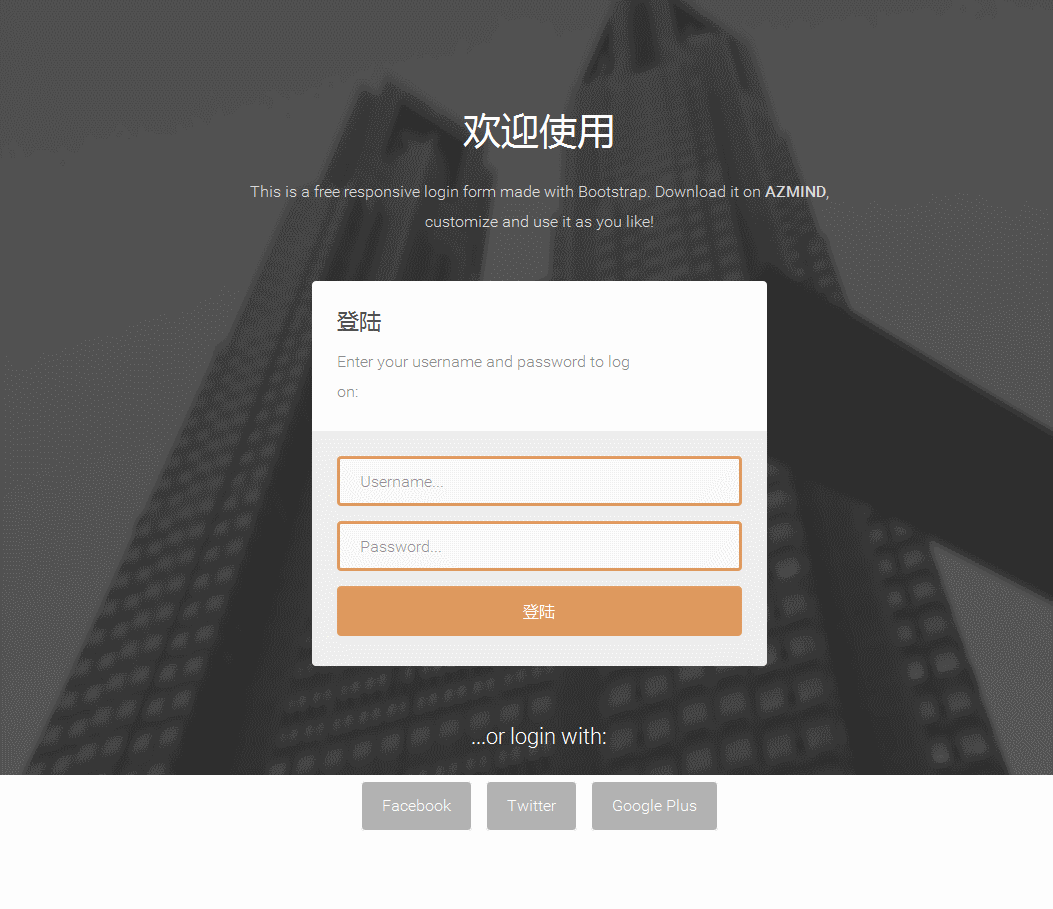 欢迎使用
This is a free responsive login form made with Bootstrap. Download it on AZMIND,
customize and use it as you like!
登陆
Enter your username and password to log
on:
Username...
Password...
登陆
...or login with:
Facebook
Twitter
Google Plus